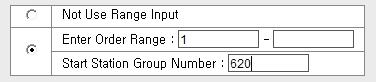 Not Use Range Input
Enter Order Range : 1 -
Start Station Group Number : 620